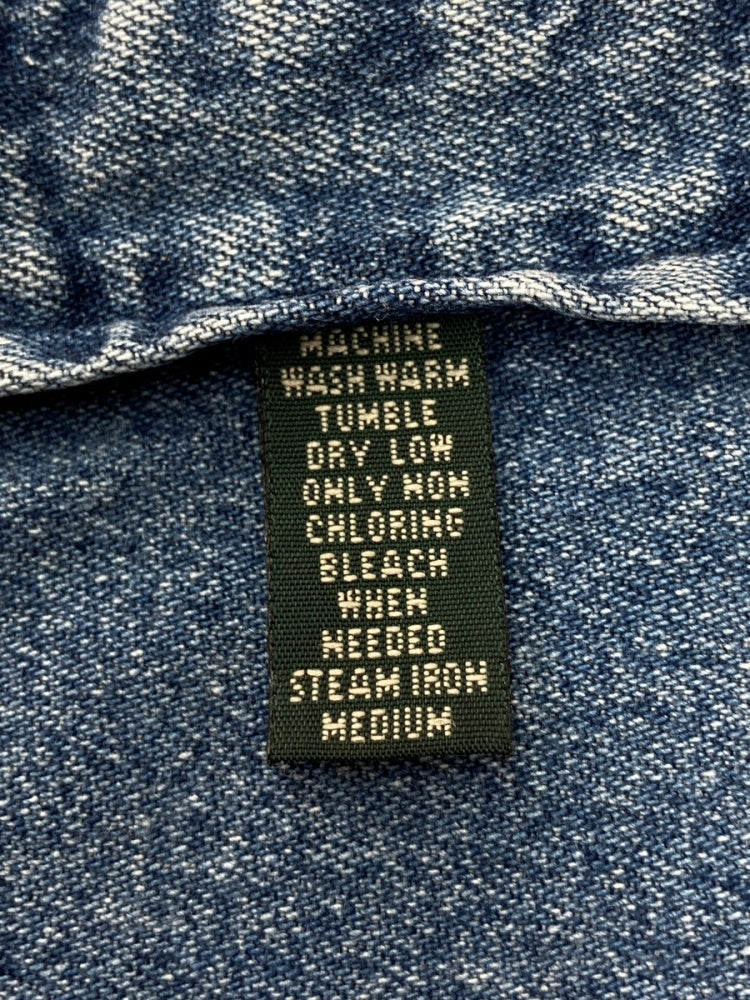 MACHINE
WASH WARM
TUMBLE
DRY LOW
ONLY NON
CHLORINE
BLEACH
WHEN
NEEDED
STEAM IRON
MEDIUM